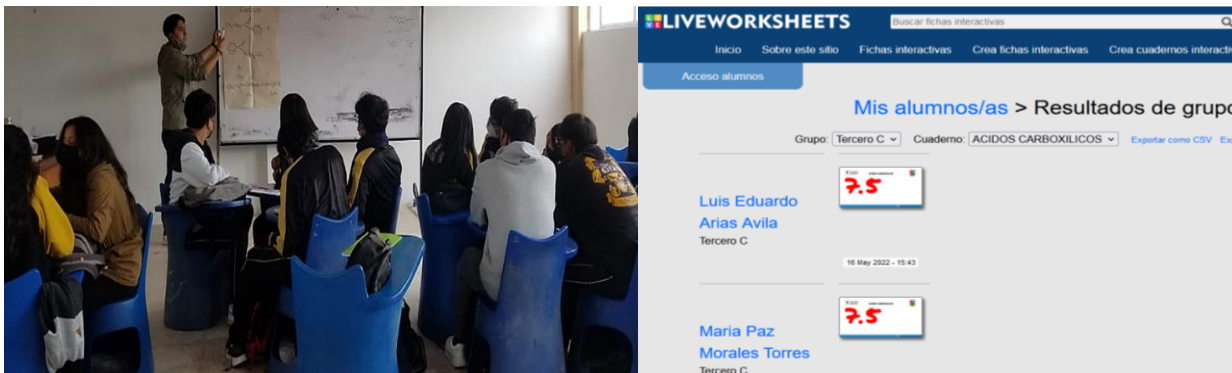 LIVEWORKSHEETS
Buscar fichas interactivas
Inicio Sobre este sitio Fichas interactivas Crea fichas interactivas Crea cuadernos interacti
Acceso alumnos
Mis alumnos/as > Resultados de grupo
Grupo: Tercero C Cuaderno: ACIDOS CARBOXILICOS Exportar como CSV Ex
7.5
Luis Eduardo
Arias Avila
Tercero C
16 May 2022 - 15:43
7.5
Maria Paz
Morales Torres
Tercero C